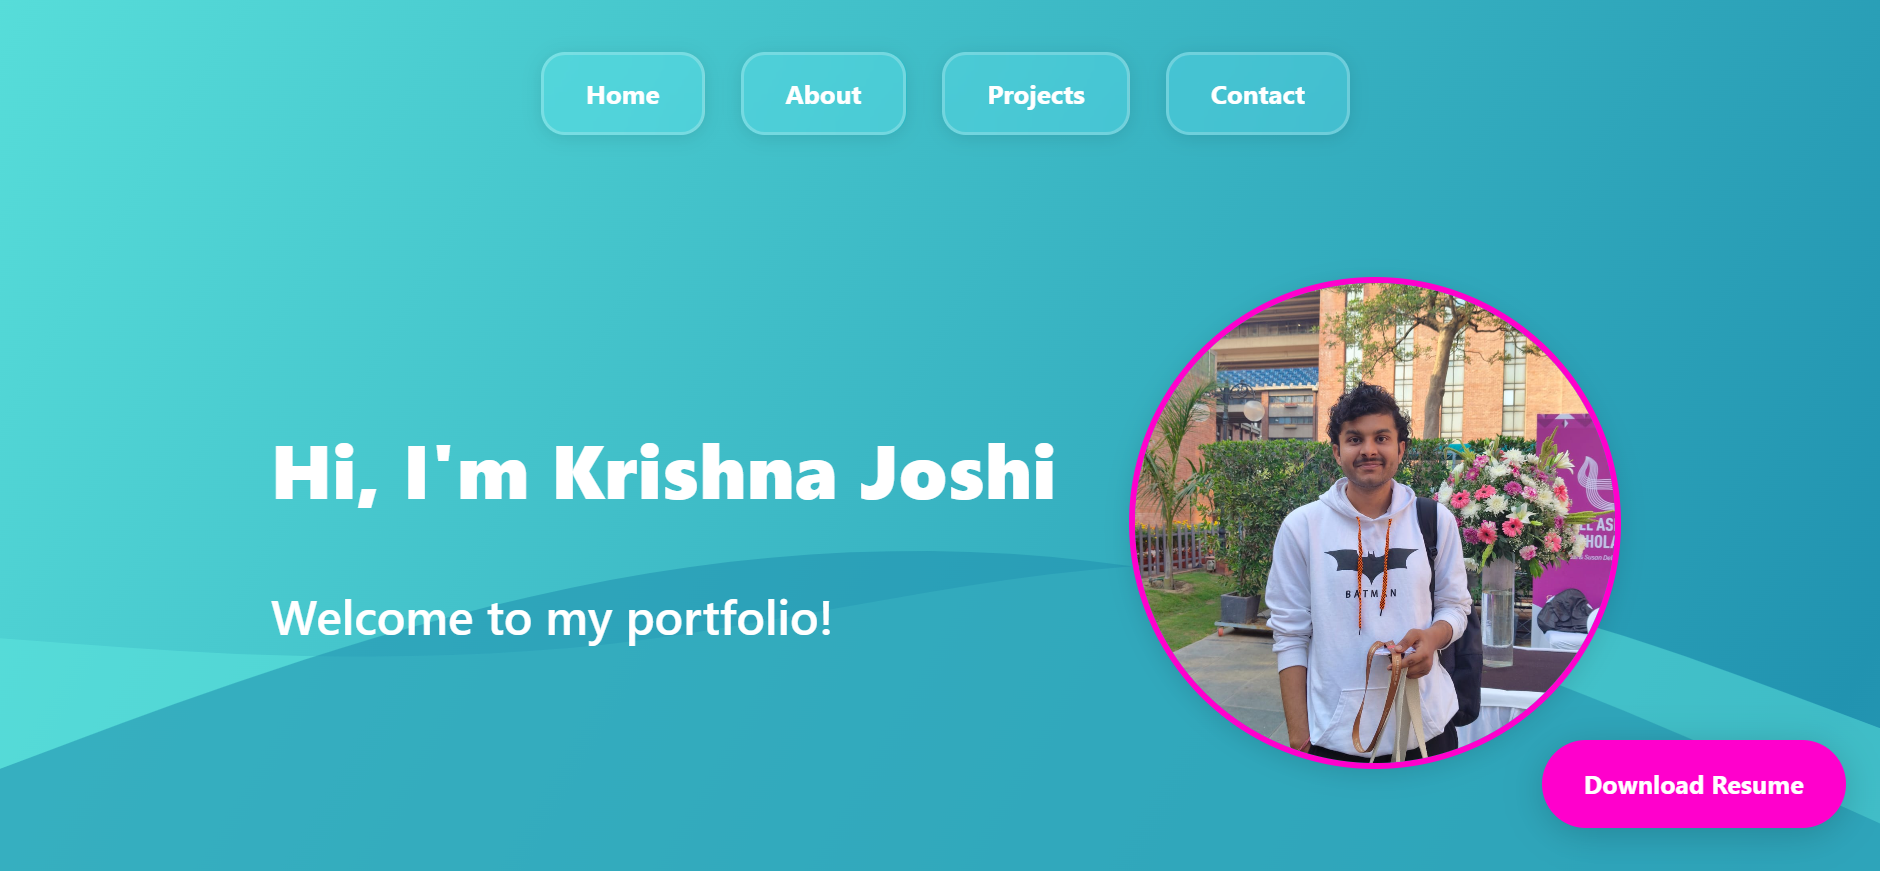 Home
About
Projects
Contact
Hi, I'm Krishna Joshi
Welcome to my portfolio!
BATMAN
Download Resume